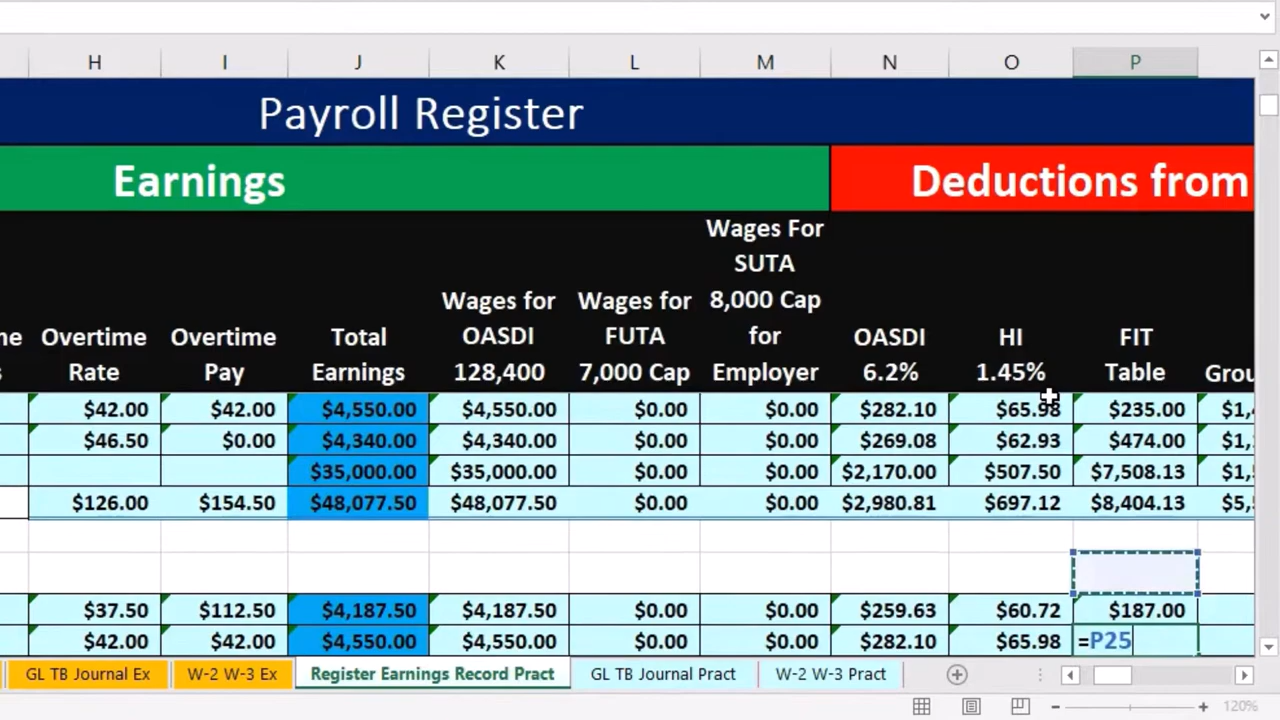 H I J K L M N O P
Payroll Register
Earnings Deductions from
Wages For
SUTA
Wages for Wages for 8,000 Cap
Overtime Overtime Total OASDI FUTA for OASDI HI FIT
Rate Pay Earnings 128,400 7,000 Cap Employer 6.2% 1.45% Table
$42.00 $42.00 $4,550.00 $4,550.00 $0.00 $0.00 $282.10 $65.98 $235.00
$46.50 $0.00 $4,340.00 $4,340.00 $0.00 $0.00 $269.08 $62.93 $474.00
$35,000.00 $35,000.00 $0.00 $0.00 $2,170.00 $507.50 $7,508.13
$126.00 $154.50 $48,077.50 $48,077.50 $0.00 $0.00 $2,980.81 $697.12 $8,404.13
$37.50 $112.50 $4,187.50 $4,187.50 $0.00 $0.00 $259.63 $60.72 $187.00
$42.00 $42.00 $4,550.00 $4,550.00 $0.00 $0.00 $282.10 $65.98 =P25
GL TB Journal Ex W-2 W-3 Ex Register Earnings Record Pract GL TB Journal Pract W-2 W-3 Pract
120%